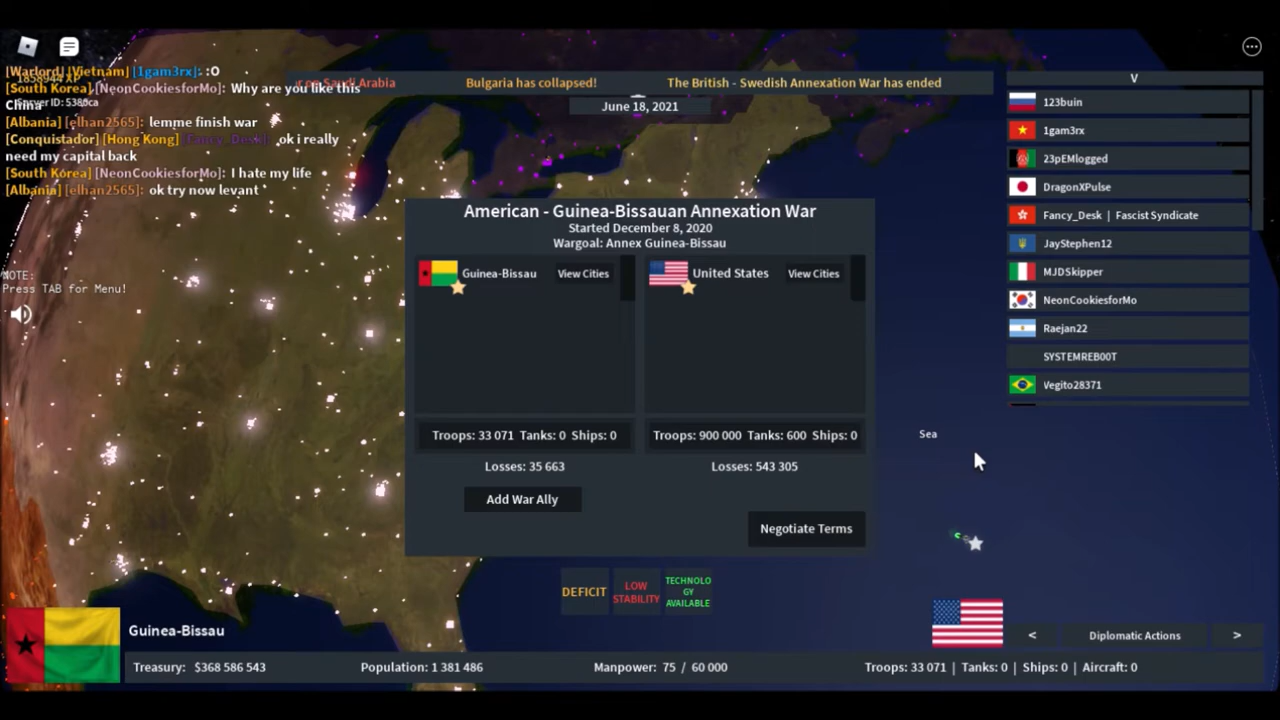 1858944 XP
[Warlord] [Vietnam] [1gam3rx]: :O
[South Korea] [NeonCookiesforMo]: Why are you like this
China
Server ID: 5380ca
[Albania] [elhan2565]: lemme finish war
[Conquistador] [Hong Kong] [Fancy_Desk]: ok i really
need my capital back
[South Korea] [NeonCookiesforMo]: I hate my life
[Albania] [elhan2565]: ok try now levant
NOTE:
Press TAB for Menu!
r on Saudi Arabia
Bulgaria has collapsed!
The British - Swedish Annexation War has ended
June 18, 2021
V
123buin
1gam3rx
23pEMlogged
DragonXPulse
Fancy_Desk | Fascist Syndicate
JayStephen12
MJDSkipper
NeonCookiesforMo
Raejan22
SYSTEMREB00T
Vegito28371
American - Guinea-Bissauan Annexation War
Started December 8, 2020
Wargoal: Annex Guinea-Bissau
Guinea-Bissau View Cities
United States View Cities
Troops: 33 071 Tanks: 0 Ships: 0
Troops: 900 000 Tanks: 600 Ships: 0
Losses: 35 663
Losses: 543 305
Add War Ally
Negotiate Terms
Sea
DEFICIT
LOW
STABILITY
TECHNOLO
GY
AVAILABLE
Guinea-Bissau
< Diplomatic Actions >
Treasury: $368 586 543
Population: 1 381 486
Manpower: 75 / 60 000
Troops: 33 071 | Tanks: 0 | Ships: 0 | Aircraft: 0